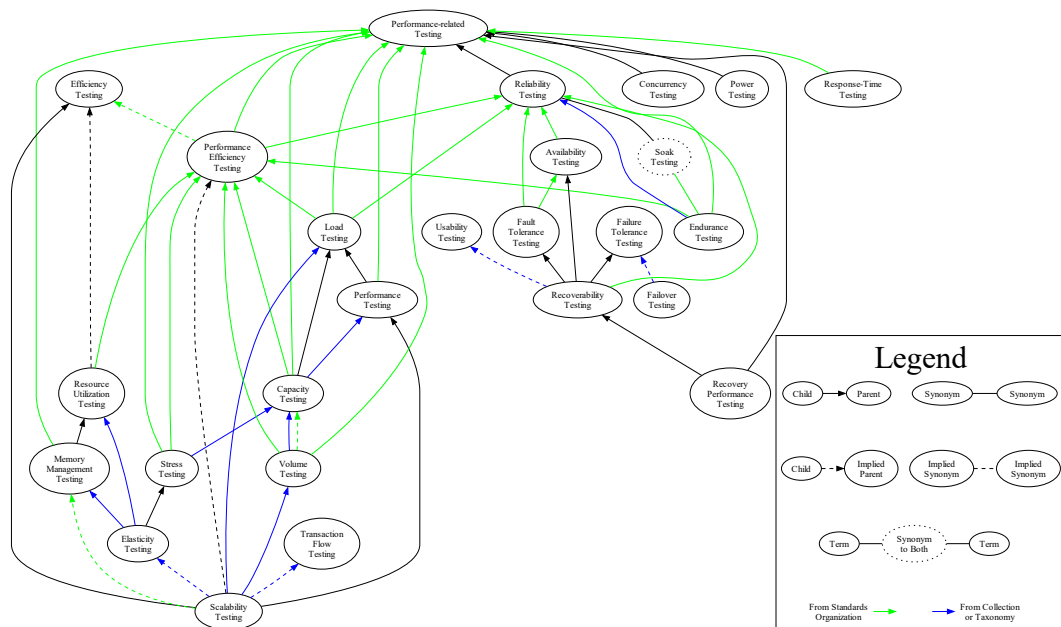 Performance-related
Testing
Efficiency
Testing
Reliability
Testing
Concurrency
Testing
Power
Testing
Response-Time
Testing
Performance
Efficiency
Testing
Availability
Testing
Soak
Testing
Load
Testing
Usability
Testing
Fault
Tolerance
Testing
Failure
Tolerance
Testing
Endurance
Testing
Performance
Testing
Recoverability
Testing
Failover
Testing
Resource
Utilization
Testing
Capacity
Testing
Recovery
Performance
Testing
Memory
Management
Testing
Stress
Testing
Volume
Testing
Elasticity
Testing
Transaction
Flow
Testing
Scalability
Testing
Legend
Child
Parent
Synonym
Synonym
Child
Implied
Parent
Implied
Synonym
Implied
Synonym
Term
Synonym
to Both
Term
From Standards
Organization
From Collection
or Taxonomy